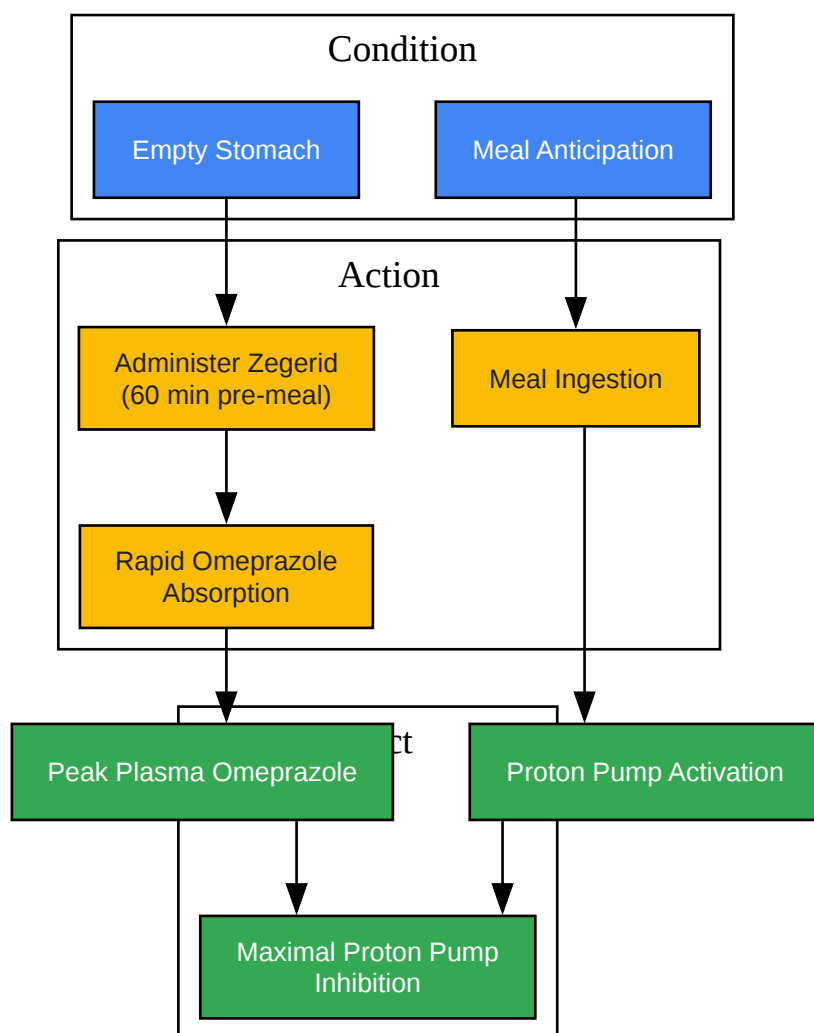 Condition
Empty Stomach
Meal Anticipation
Action
Administer Zegerid
(60 min pre-meal)
Meal Ingestion
Rapid Omeprazole
Absorption
Peak Plasma Omeprazole
Proton Pump Activation
Maximal Proton Pump
Inhibition